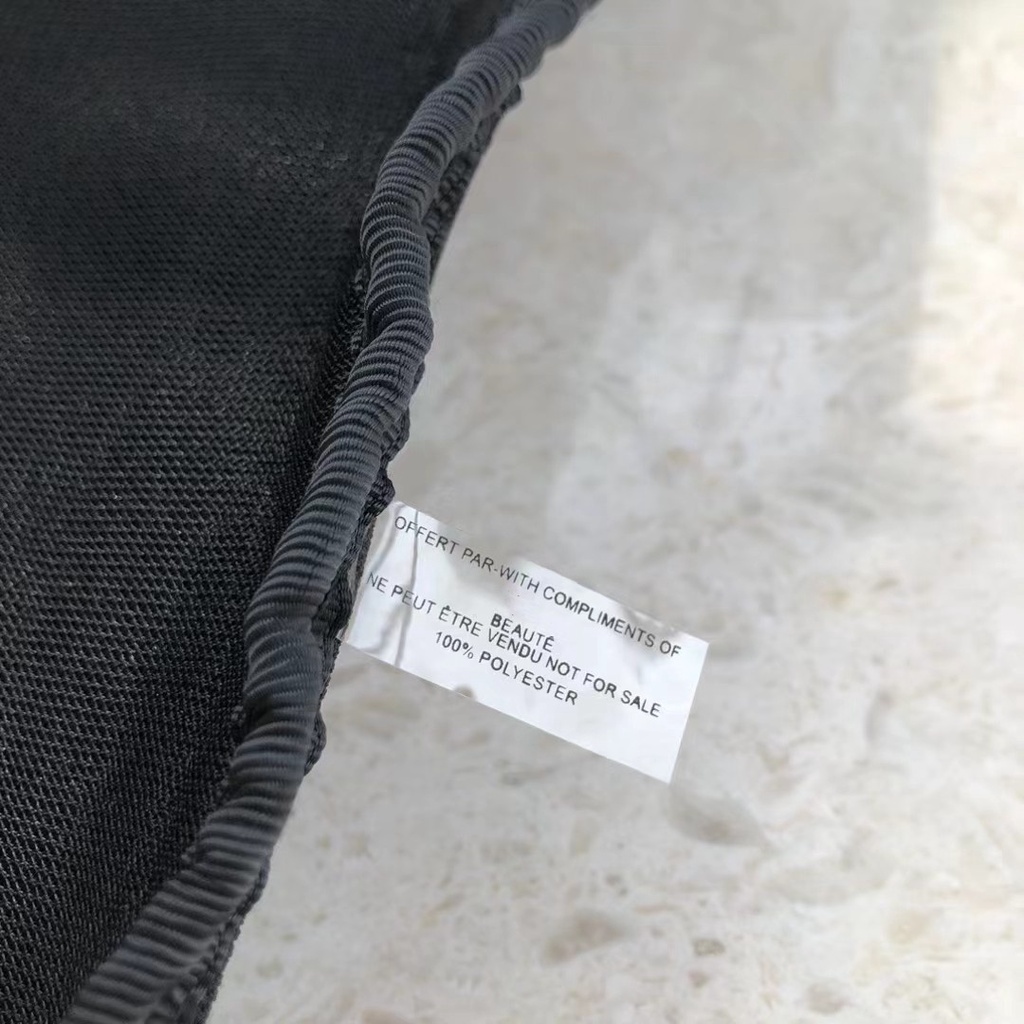 OFFERT PAR-WITH COMPLIMENTS OF
BEAUTÉ
NE PEUT ÊTRE VENDU NOT FOR SALE
100% POLYESTER